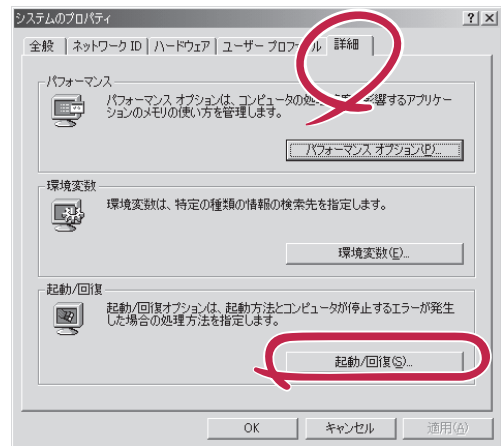 システムのプロパティ
全般 ネットワーク ID ハードウェア ユーザー プロファイル 詳細
パフォーマンス
パフォーマンス オプションは、コンピュータの処 影響するアプリケー
ションのメモリの使い方を管理します。
パフォーマンス オプション(P)...
環境変数
環境変数は、特定の種類の情報の検索先を指定します。
環境変数(E)...
起動/回復
起動/回復オプションは、起動方法とコンピュータが停止するエラーが発生
した場合の処理方法を指定します。
起動/回復(S)...
OK キャンセル 適用(A)